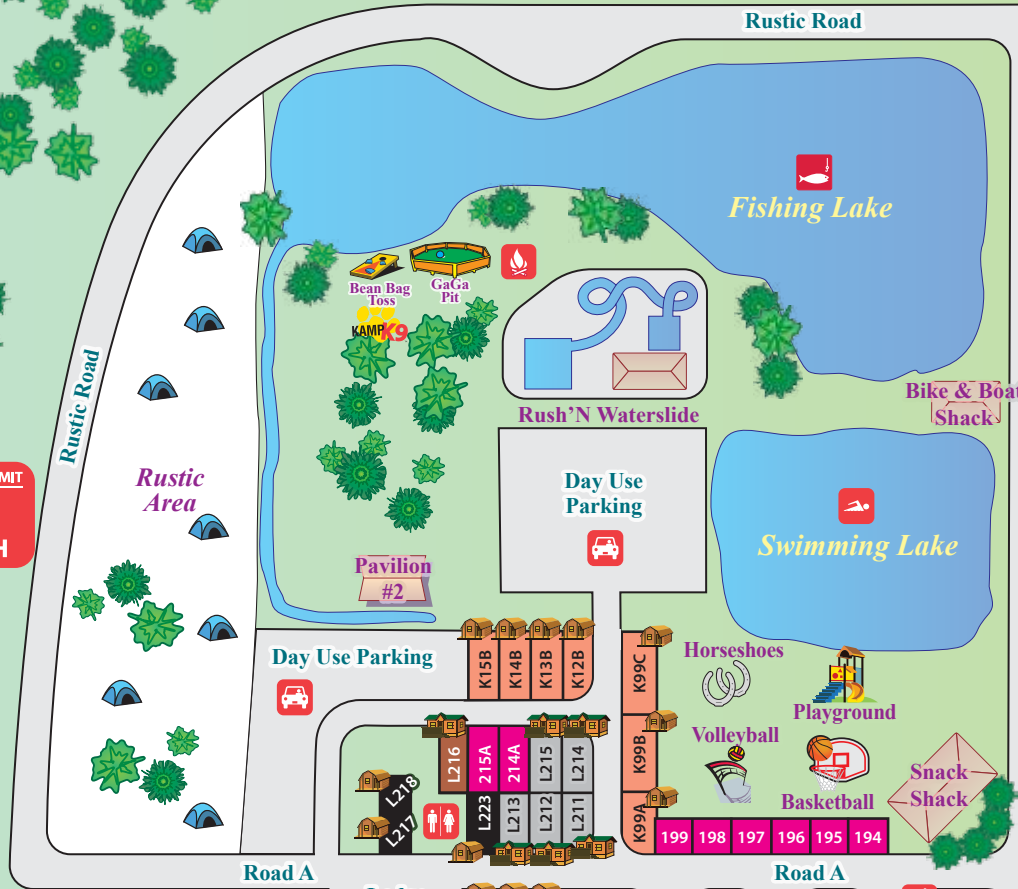 Rustic Road
Fishing Lake
Bean Bag
Toss
GaGa
Pit
KAMP K9
Rustic Road
Rush'N Waterslide
Bike & Boat
Shack
MIT
H
Rustic
Area
Day Use
Parking
Swimming Lake
Pavilion
#2
Day Use Parking
K15B
K14B
K13B
K12B
K99C
Horseshoes
Playground
K99B
Volleyball
L216
215A
214A
L215
L214
Snack
Shack
Basketball
L218
L217
L223
L213
L212
L211
K99A
199
198
197
196
195
194
Road A
Road A